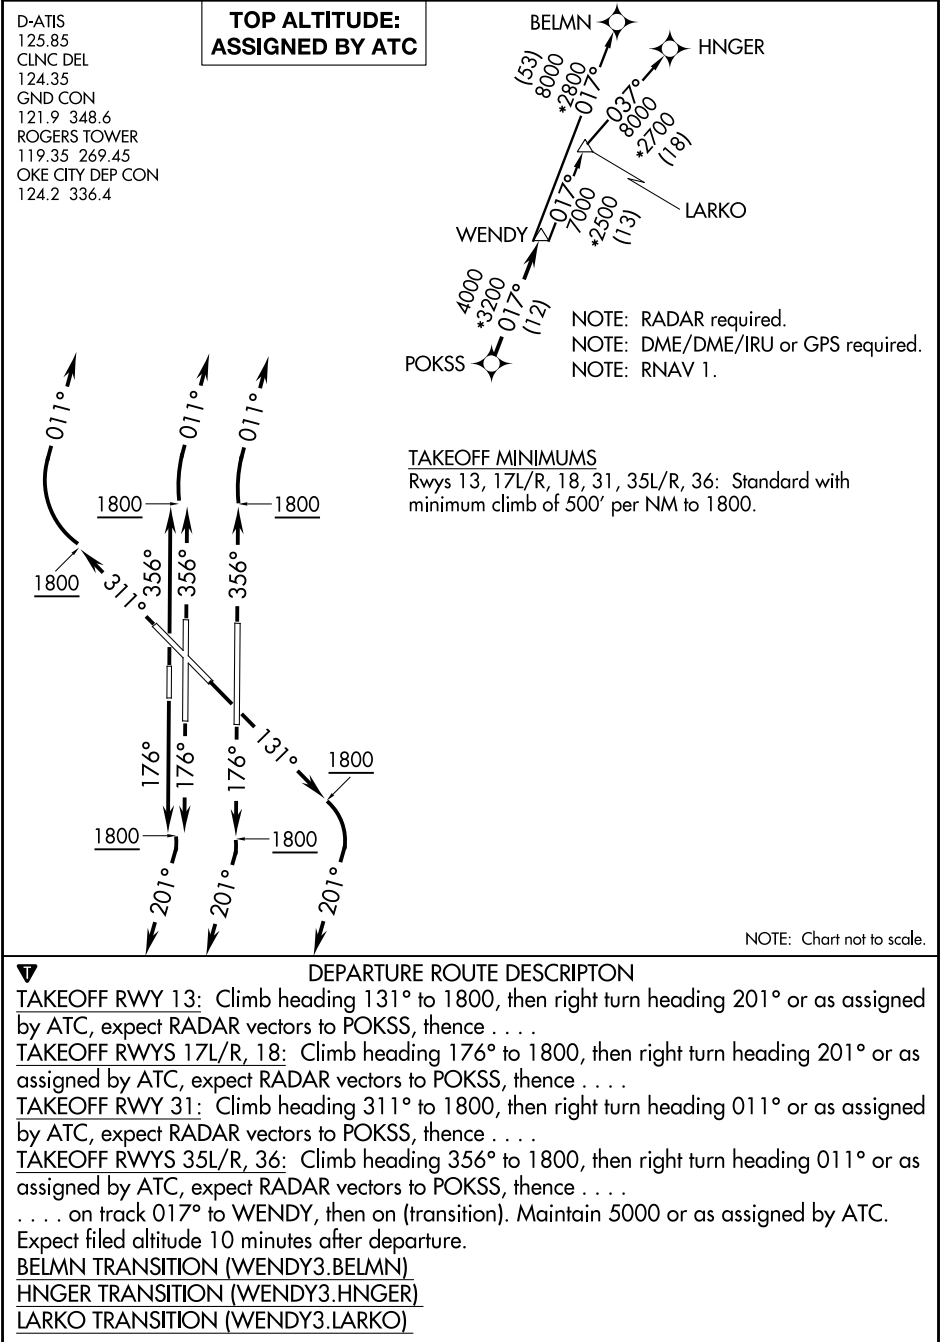 D-ATIS
125.85
CLNC DEL
124.35
GND CON
121.9 348.6
ROGERS TOWER
119.35 269.45
OKE CITY DEP CON
124.2 336.4
TOP ALTITUDE:
ASSIGNED BY ATC
BELMN
HNGER
(53)
8000
*2800
017°
037°
8000
*2700
(18)
LARKO
017°
7000
*2500
(13)
WENDY
4000
*3200
017°
(12)
POKSS
NOTE: RADAR required.
NOTE: DME/DME/IRU or GPS required.
NOTE: RNAV 1.
TAKEOFF MINIMUMS
Rwys 13, 17L/R, 18, 31, 35L/R, 36: Standard with
minimum climb of 500' per NM to 1800.
011°
011°
011°
1800
1800
1800
311°
356°
356°
356°
176°
176°
176°
131°
1800
1800
1800
201°
201°
201°
NOTE: Chart not to scale.
T
DEPARTURE ROUTE DESCRIPTON
TAKEOFF RWY 13: Climb heading 131° to 1800, then right turn heading 201° or as assigned
by ATC, expect RADAR vectors to POKSS, thence . . . .
TAKEOFF RWYS 17L/R, 18: Climb heading 176° to 1800, then right turn heading 201° or as
assigned by ATC, expect RADAR vectors to POKSS, thence . . . .
TAKEOFF RWY 31: Climb heading 311° to 1800, then right turn heading 011° or as assigned
by ATC, expect RADAR vectors to POKSS, thence . . . .
TAKEOFF RWYS 35L/R, 36: Climb heading 356° to 1800, then right turn heading 011° or as
assigned by ATC, expect RADAR vectors to POKSS, thence . . . .
. . . . on track 017° to WENDY, then on (transition). Maintain 5000 or as assigned by ATC.
Expect filed altitude 10 minutes after departure.
BELMN TRANSITION (WENDY3.BELMN)
HNGER TRANSITION (WENDY3.HNGER)
LARKO TRANSITION (WENDY3.LARKO)